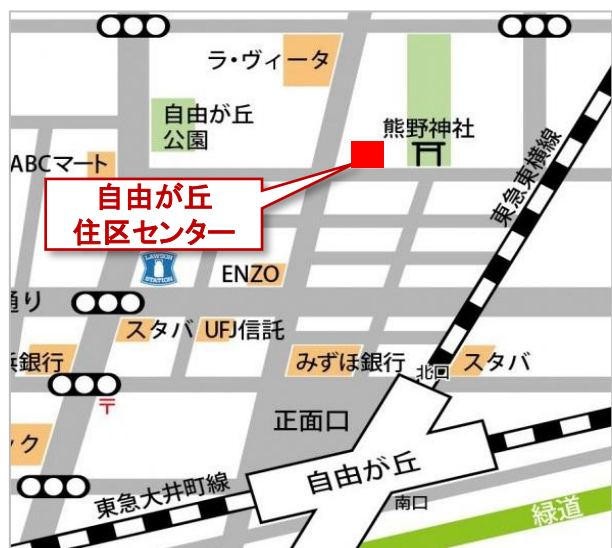 ラ・ヴィータ
自由が丘
公園
熊野神社
ABCマート
東急東横線
自由が丘
住区センター
LAWSON
STATION
ENZO
通り
スタバ
UFJ信託
銀行
みずほ銀行
北口
スタバ
〒
正面口
ック
自由が丘
東急大井町線
南口
緑道